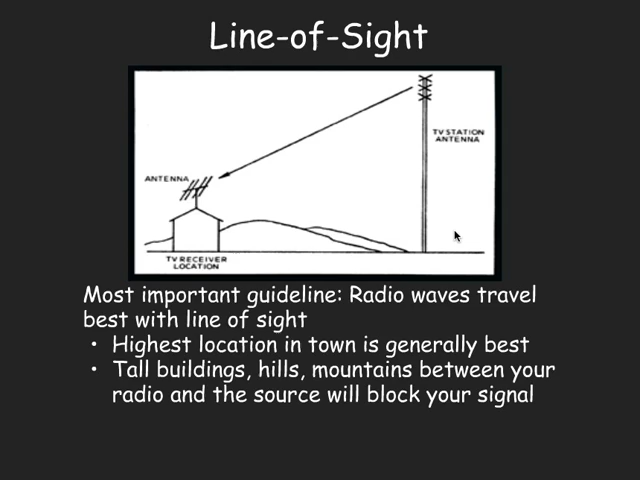 Line-of-Sight
TV STATION
ANTENNA
ANTENNA
TV RECEIVER
LOCATION
Most important guideline: Radio waves travel
best with line of sight
• Highest location in town is generally best
• Tall buildings, hills, mountains between your
radio and the source will block your signal